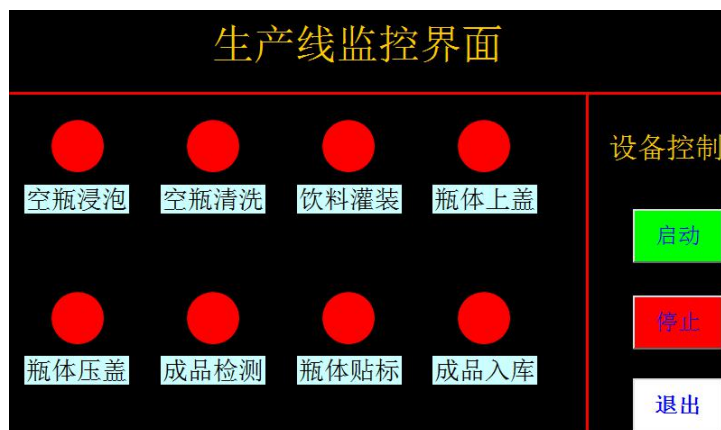 生产线监控界面
设备控制
空瓶浸泡 空瓶清洗 饮料灌装 瓶体上盖
启动
停止
瓶体压盖 成品检测 瓶体贴标 成品入库
退出